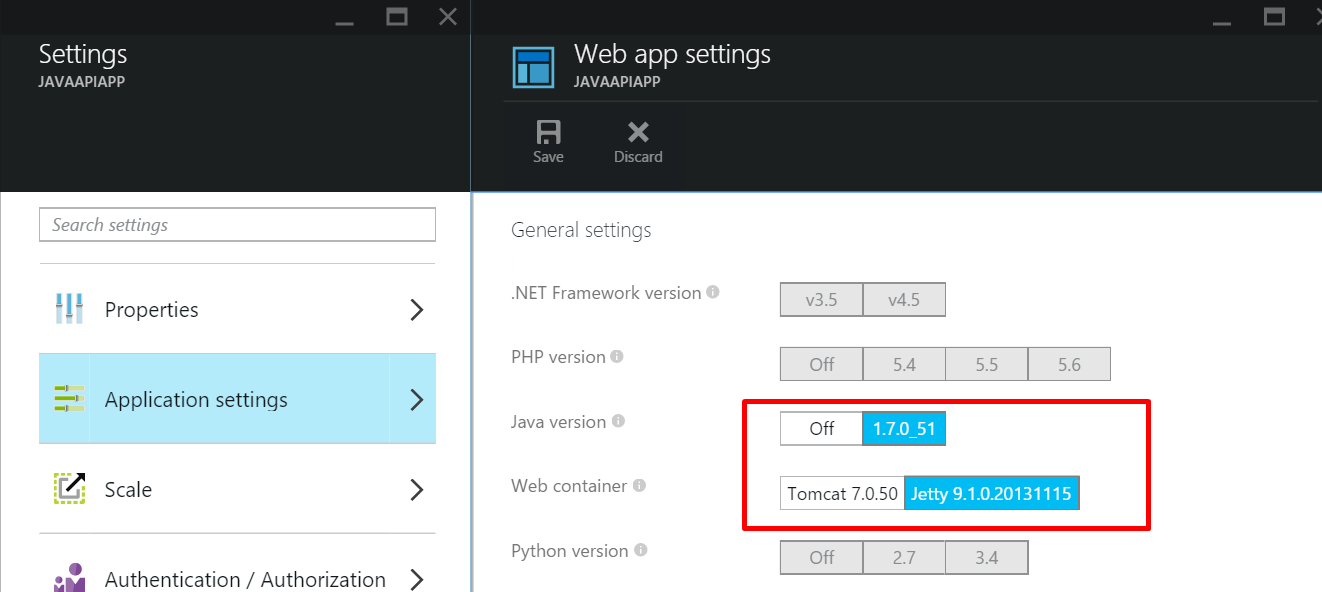 Settings
JAVAAPIAPP
Search settings
Properties
Application settings
Scale
Authentication / Authorization
Web app settings
JAVAAPIAPP
Save Discard
General settings
.NET Framework version v3.5 v4.5
PHP version Off 5.4 5.5 5.6
Java version Off 1.7.0_51
Web container Tomcat 7.0.50 Jetty 9.1.0.20131115
Python version Off 2.7 3.4